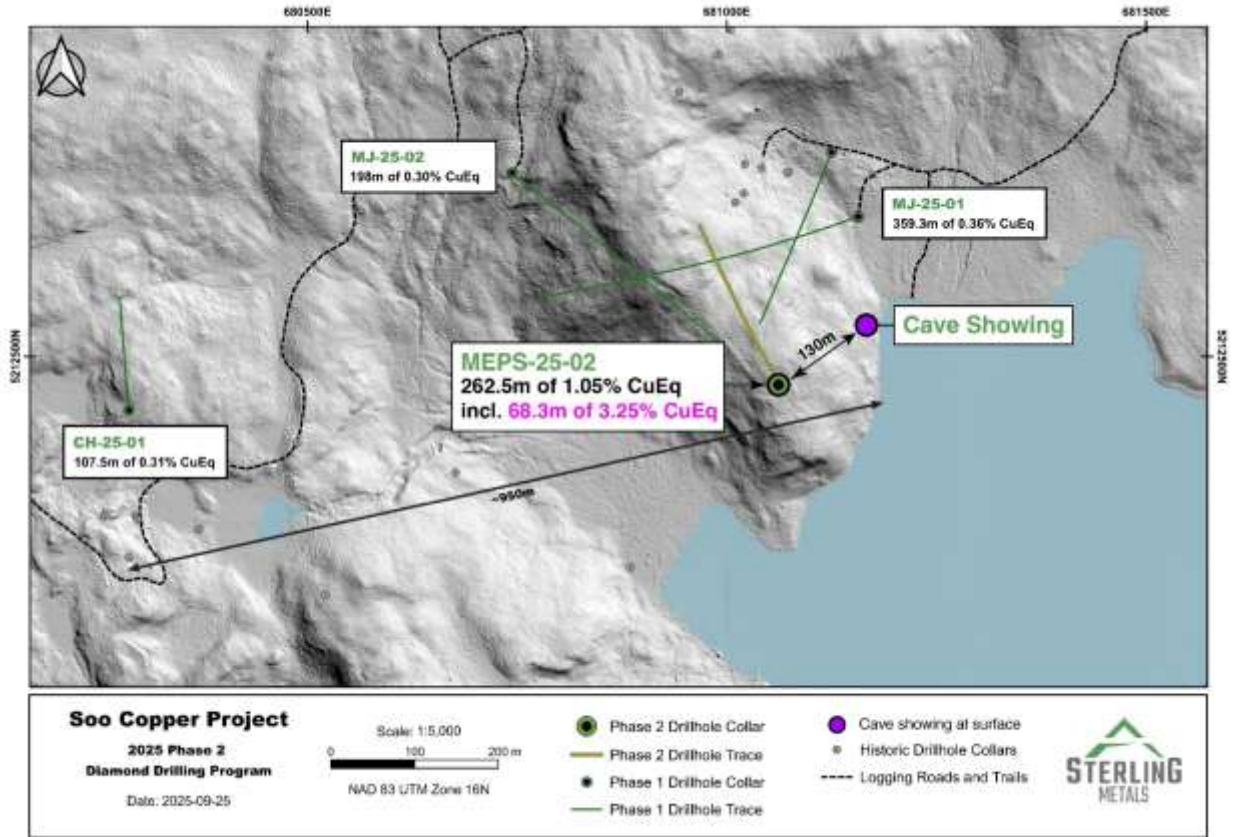 680500E
681000E
681500E
5212500N
5212500N
MJ-25-02
198m of 0.30% CuEq
MJ-25-01
359.3m of 0.36% CuEq
Cave Showing
130m
MEPS-25-02
262.5m of 1.05% CuEq
incl. 68.3m of 3.25% CuEq
CH-25-01
107.5m of 0.31% CuEq
~950m
Soo Copper Project
2025 Phase 2
Diamond Drilling Program
Date: 2025-09-25
Scale: 1:5,000
0 100 200 m
NAD 83 UTM Zone 16N
Phase 2 Drillhole Collar
Phase 2 Drillhole Trace
Phase 1 Drillhole Collar
Phase 1 Drillhole Trace
Cave showing at surface
Historic Drillhole Collars
Logging Roads and Trails
STERLING
METALS